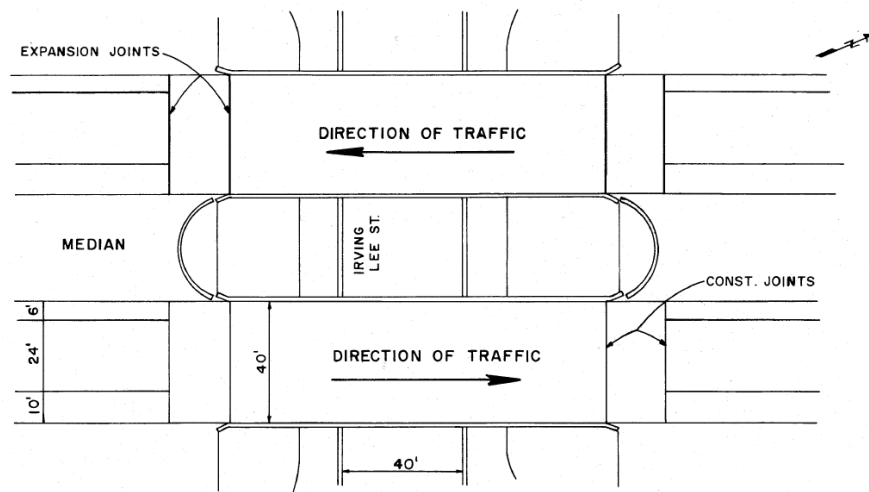 EXPANSION JOINTS
N
DIRECTION OF TRAFFIC
MEDIAN
IRVING
LEE ST.
CONST. JOINTS
6'
24'
10'
40'
DIRECTION OF TRAFFIC
40'